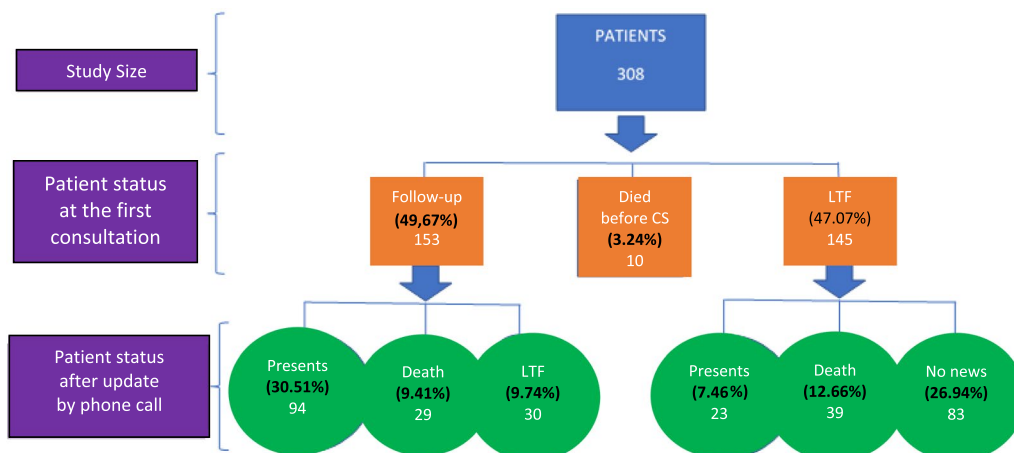 PATIENTS
308
Study Size
Patient status
at the first
consultation
Follow-up
(49,67%)
153
Died
before CS
(3.24%)
10
LTF
(47.07%)
145
Patient status
after update
by phone call
Presents
(30.51%)
94
Death
(9.41%)
29
LTF
(9.74%)
30
Presents
(7.46%)
23
Death
(12.66%)
39
No news
(26.94%)
83